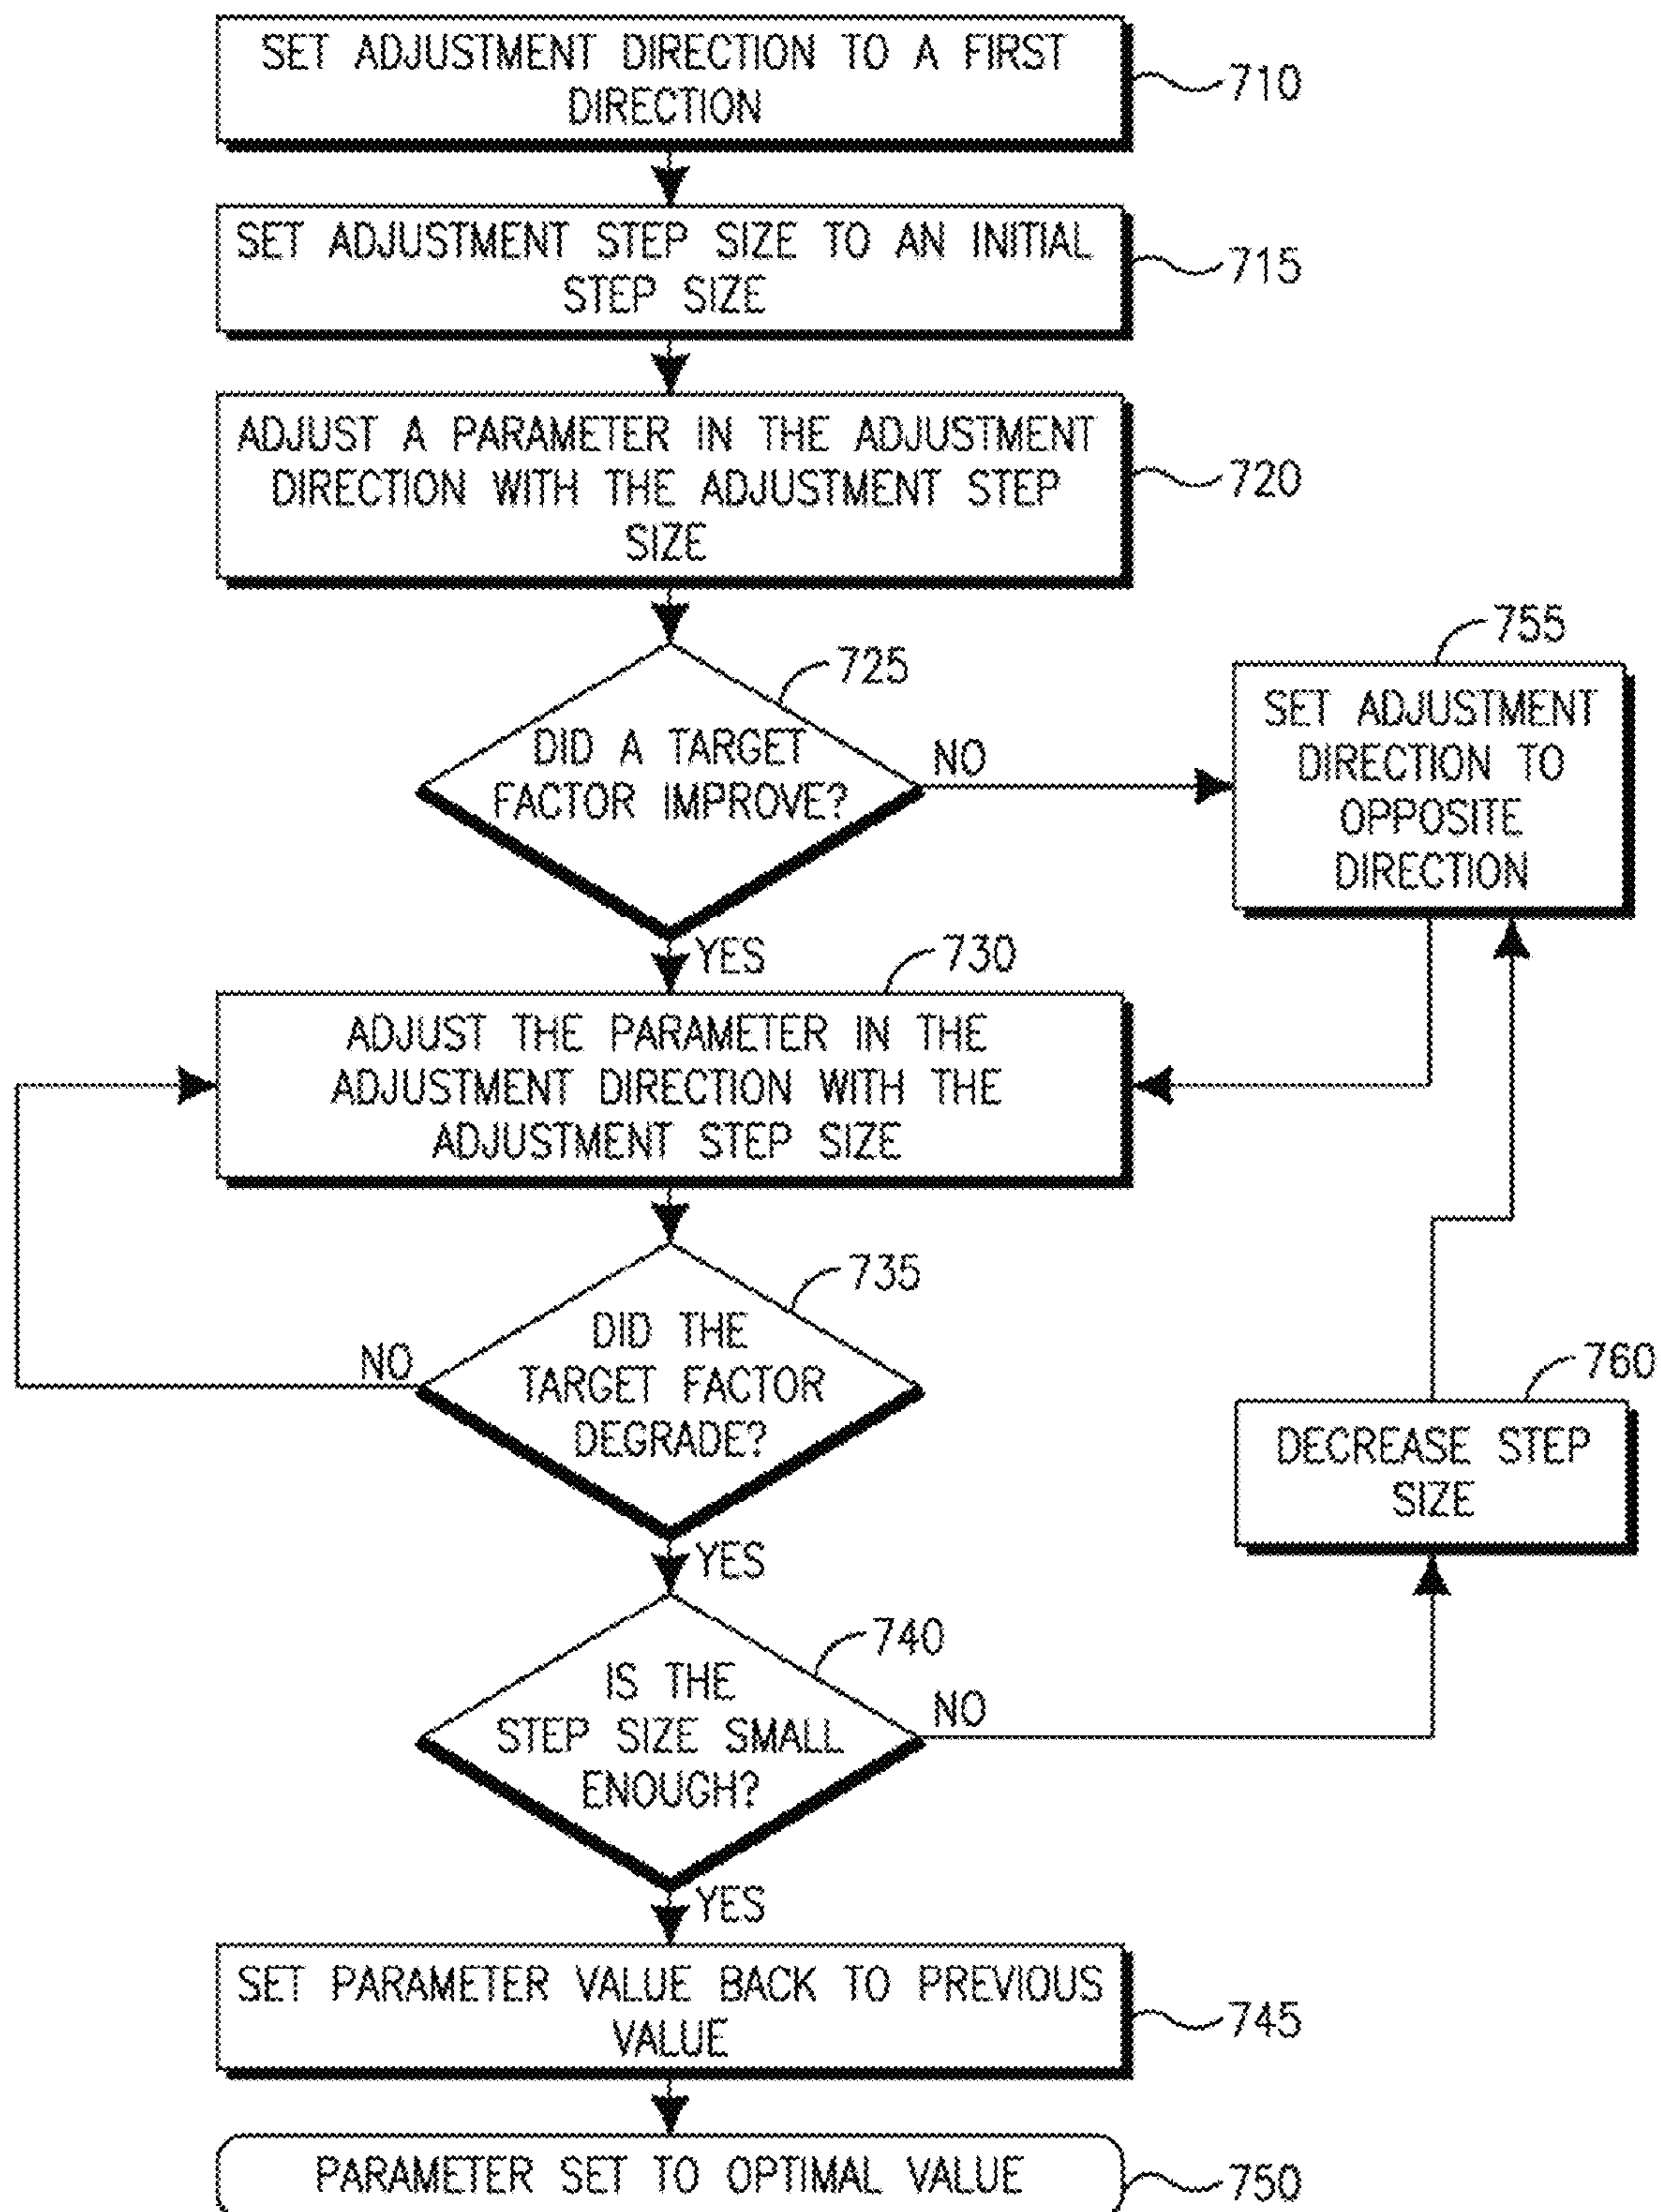 SET ADJUSTMENT DIRECTION TO A FIRST
DIRECTION
710
SET ADJUSTMENT STEP SIZE TO AN INITIAL
STEP SIZE
715
ADJUST A PARAMETER IN THE ADJUSTMENT
DIRECTION WITH THE ADJUSTMENT STEP
SIZE
720
725
DID A TARGET
FACTOR IMPROVE?
NO
YES
755
SET ADJUSTMENT
DIRECTION TO
OPPOSITE
DIRECTION
730
ADJUST THE PARAMETER IN THE
ADJUSTMENT DIRECTION WITH THE
ADJUSTMENT STEP SIZE
735
DID THE
TARGET FACTOR
DEGRADE?
NO
YES
760
DECREASE STEP
SIZE
740
IS THE
STEP SIZE SMALL
ENOUGH?
NO
YES
SET PARAMETER VALUE BACK TO PREVIOUS
VALUE
745
PARAMETER SET TO OPTIMAL VALUE
750